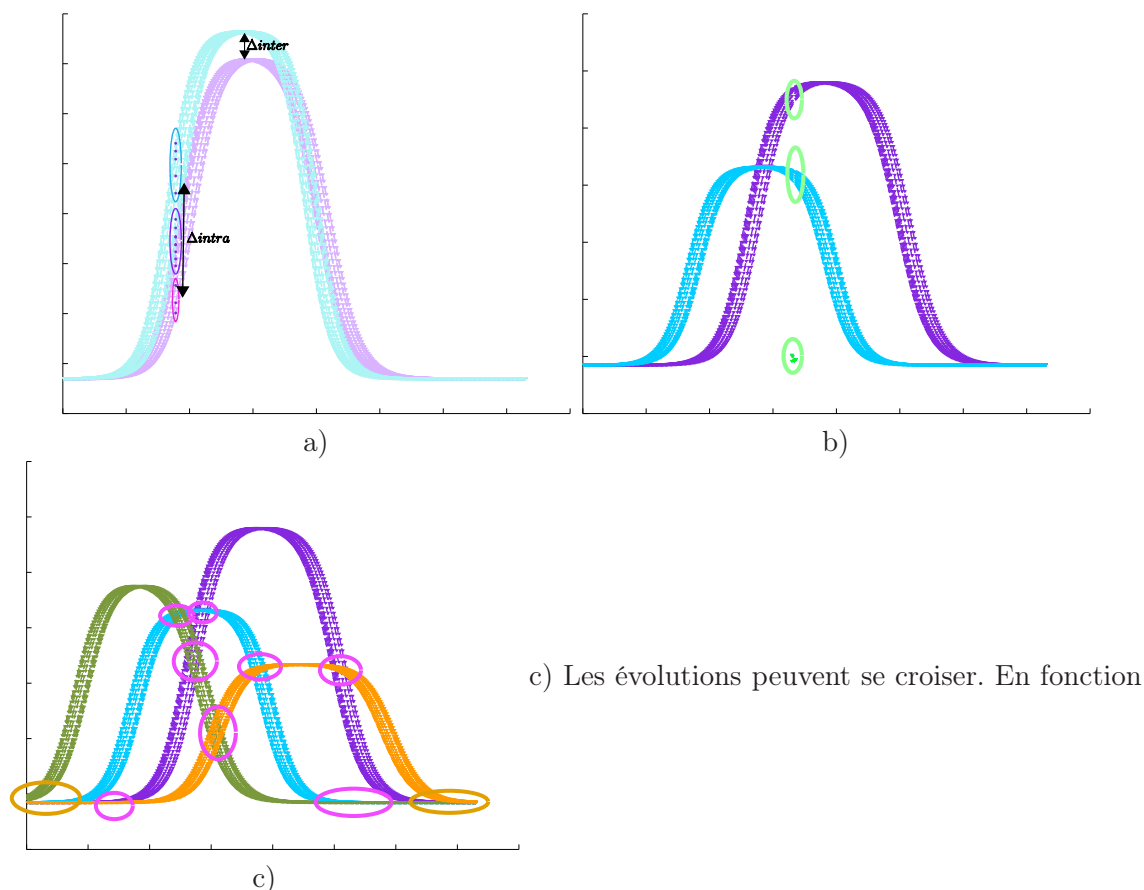 Δinter
Δintra
a)
b)
c) Les évolutions peuvent se croiser. En fonction
c)